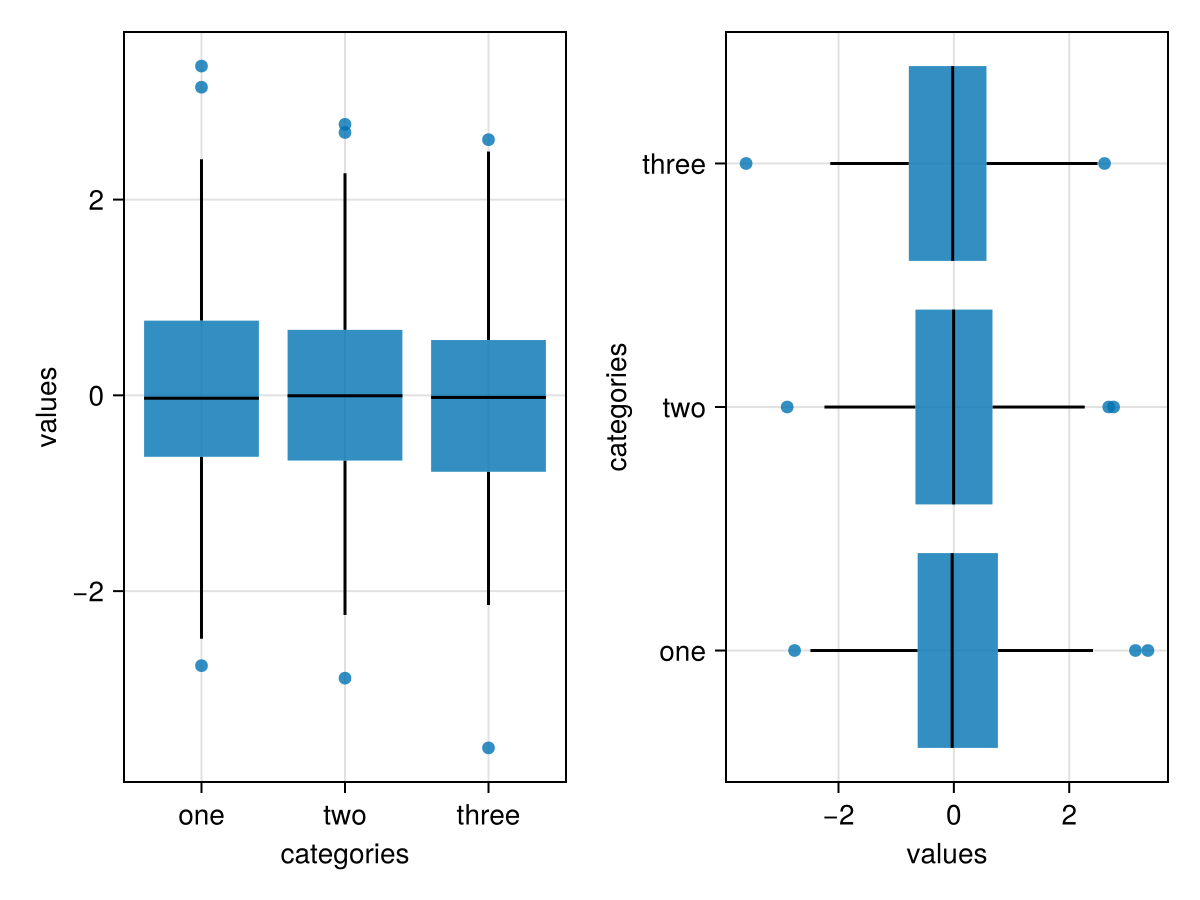 2
0
−2
values
one two three
categories
three
two
one
categories
−2 0 2
values